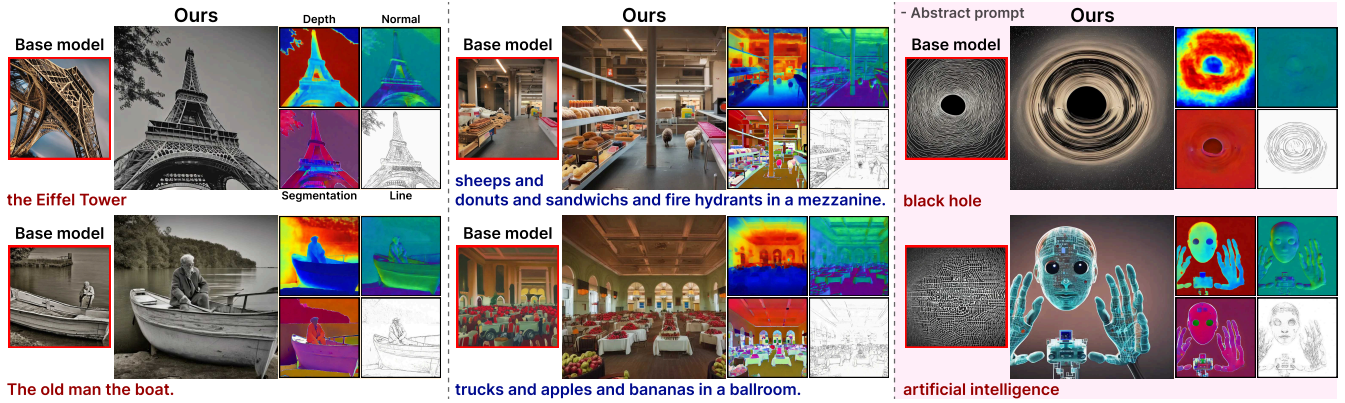 Ours
Depth
Normal
Base model
the Eiffel Tower
Segmentation
Line
Base model
The old man the boat.
Ours
Base model
sheeps and
donuts and sandwichs and fire hydrants in a mezzanine.
Base model
trucks and apples and bananas in a ballroom.
- Abstract prompt
Ours
Base model
black hole
artificial intelligence